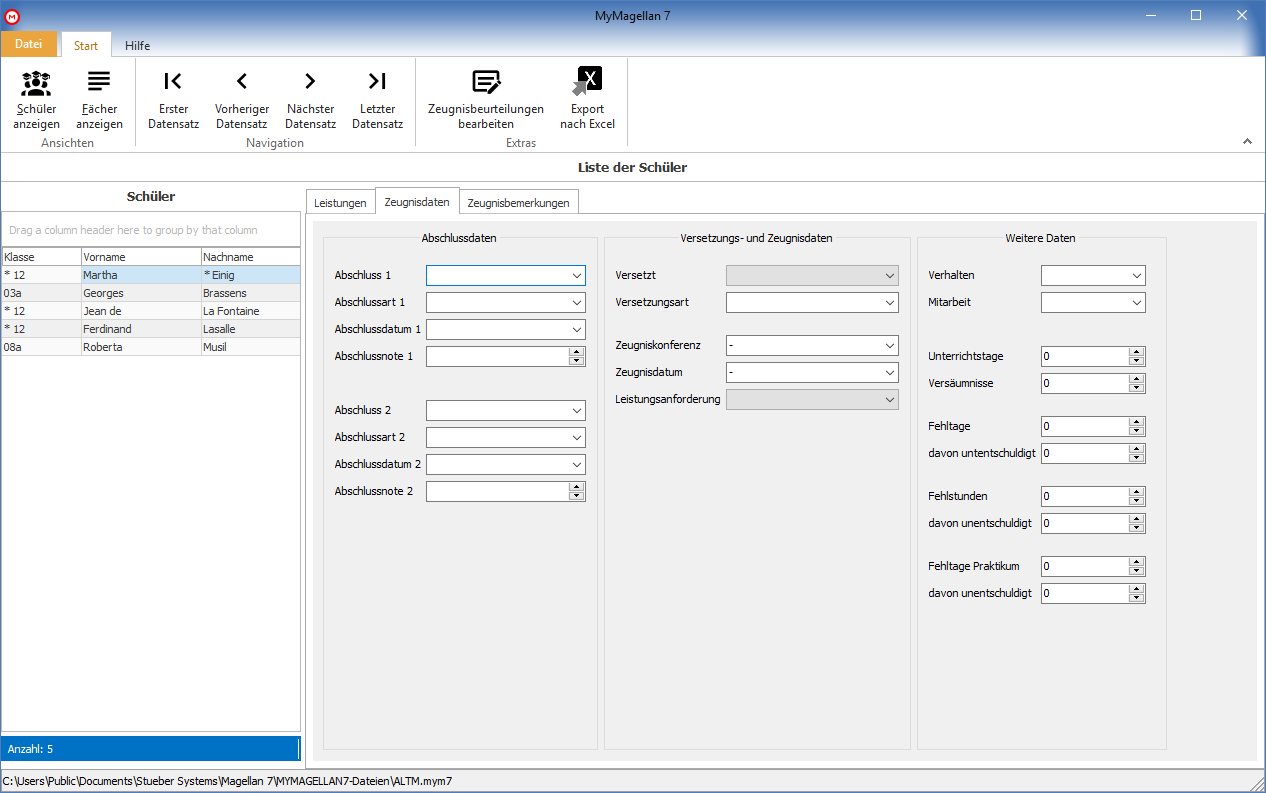 MyMagellan 7
Datei Start Hilfe
Schüler anzeigen
Fächer anzeigen
Erster Datensatz
Vorheriger Datensatz
Nächster Datensatz
Letzter Datensatz
Zeugnisbeurteilungen bearbeiten
Export nach Excel
Ansichten Navigation Extras
Liste der Schüler
Schüler
Drag a column header here to group by that column
Klasse Vorname Nachname
* 12 Martha * Einig
03a Georges Brassens
* 12 Jean de La Fontaine
* 12 Ferdinand Lasalle
08a Roberta Musil
Anzahl: 5
Leistungen Zeugnisdaten Zeugnisbemerkungen
Abschlussdaten
Abschluss 1
Abschlussart 1
Abschlussdatum 1
Abschlussnote 1
Abschluss 2
Abschlussart 2
Abschlussdatum 2
Abschlussnote 2
Versetzungs- und Zeugnisdaten
Versetzt
Versetzungsart
Zeugniskonferenz -
Zeugnisdatum -
Leistungsanforderung
Weitere Daten
Verhalten
Mitarbeit
Unterrichtstage 0
Versäumnisse 0
Fehltage 0
davon untentschuldigt 0
Fehlstunden 0
davon unentschuldigt 0
Fehltage Praktikum 0
davon unentschuldigt 0
C:\Users\Public\Documents\Stueber Systems\Magellan 7\MYMAGELLAN7-Dateien\ALTM.mym7